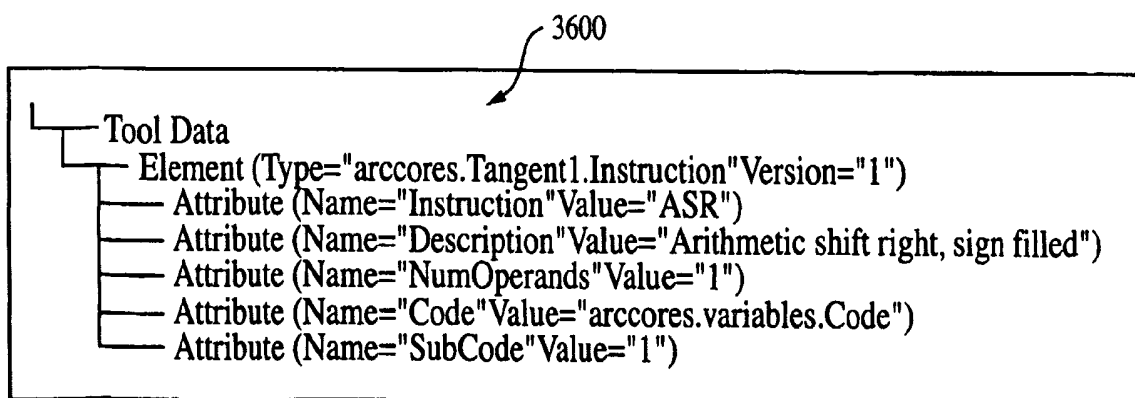 3600
Tool Data
Element (Type="arccores.Tangent1.Instruction"Version="1")
Attribute (Name="Instruction"Value="ASR")
Attribute (Name="Description"Value="Arithmetic shift right, sign filled")
Attribute (Name="NumOperands"Value="1")
Attribute (Name="Code"Value="arccores.variables.Code")
Attribute (Name="SubCode"Value="1")